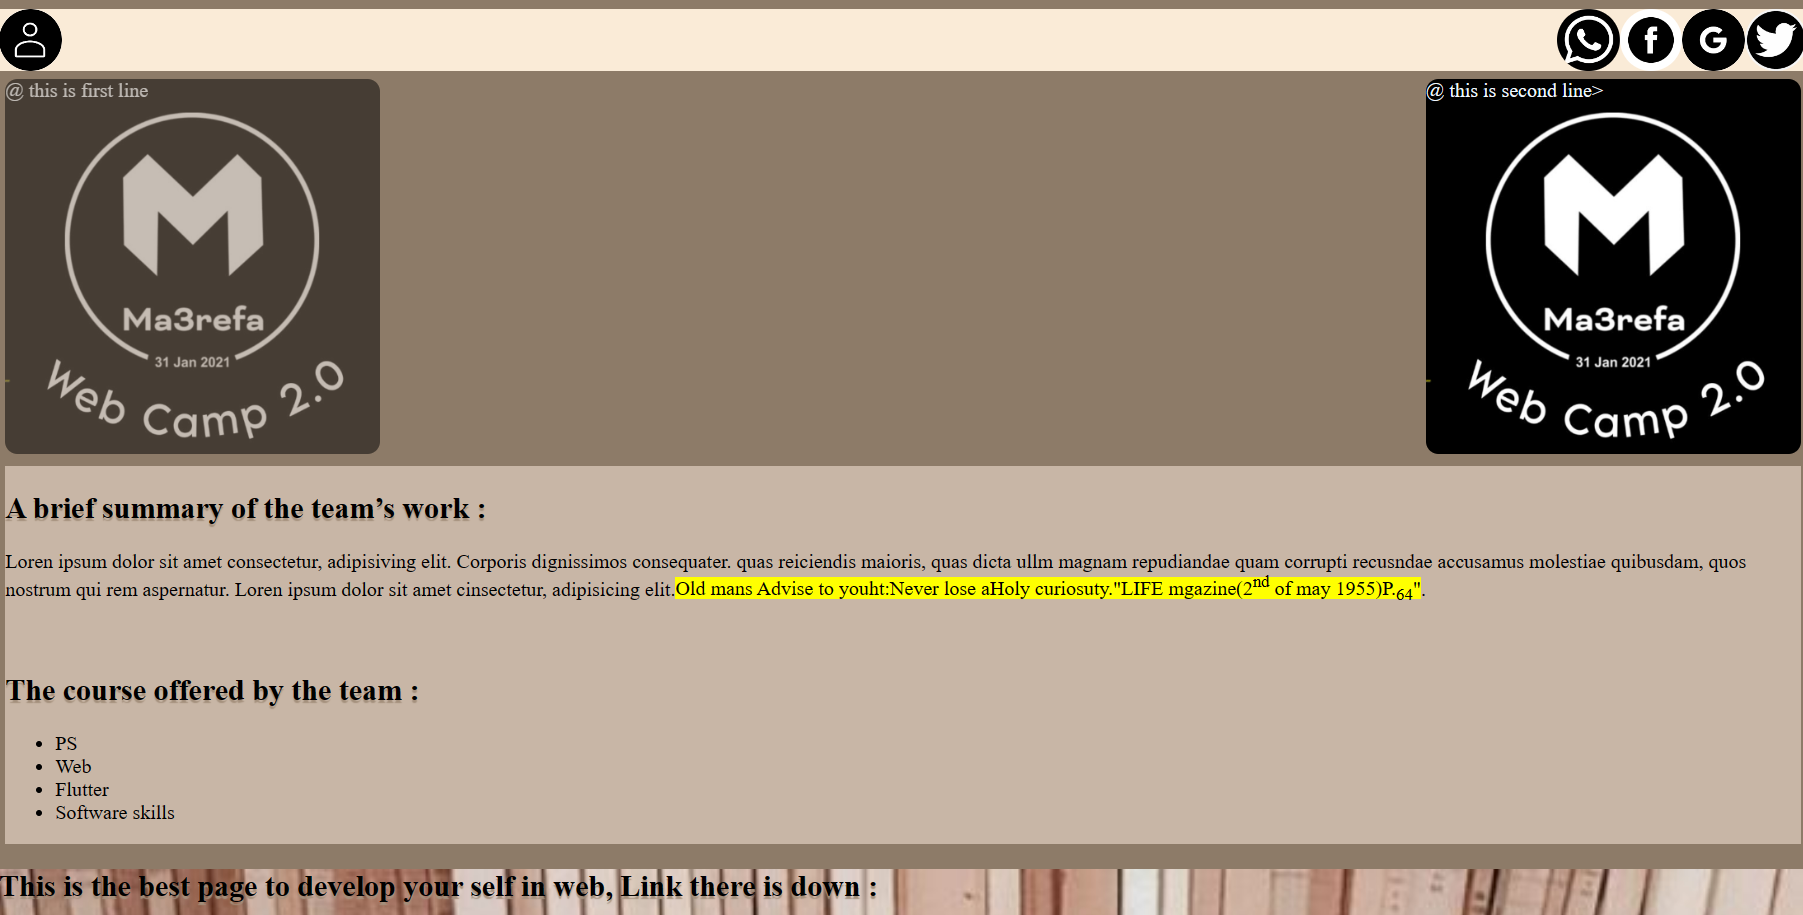 @ this is first line
Ma3refa
31 Jan 2021
Web Camp 2.0
@ this is second line>
Ma3refa
31 Jan 2021
Web Camp 2.0
A brief summary of the team’s work :
Loren ipsum dolor sit amet consectetur, adipisiving elit. Corporis dignissimos consequater. quas reiciendis maioris, quas dicta ullm magnam repudiandae quam corrupti recusndae accusamus molestiae quibusdam, quos
nostrum qui rem aspernatur. Loren ipsum dolor sit amet cinsectetur, adipisicing elit.Old mans Advise to youht:Never lose aHoly curiosuty."LIFE mgazine(2nd of may 1955)P.64".
The course offered by the team :
PS
Web
Flutter
Software skills
This is the best page to develop your self in web, Link there is down :